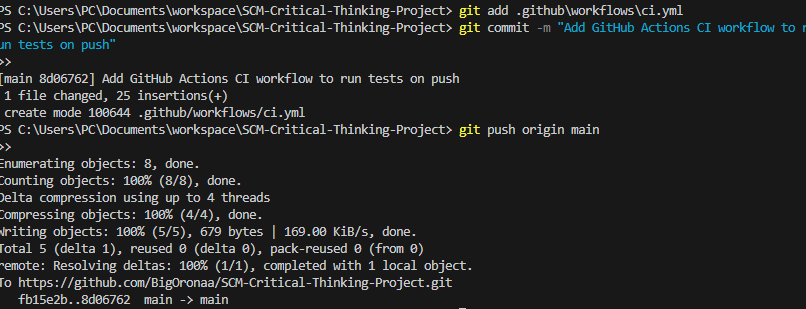 PS C:\Users\PC\Documents\workspace\SCM-Critical-Thinking-Project> git add .github\workflows\ci.yml
PS C:\Users\PC\Documents\workspace\SCM-Critical-Thinking-Project> git commit -m "Add GitHub Actions CI workflow to r
un tests on push"
>>
[main 8d06762] Add GitHub Actions CI workflow to run tests on push
1 file changed, 25 insertions(+)
create mode 100644 .github/workflows/ci.yml
PS C:\Users\PC\Documents\workspace\SCM-Critical-Thinking-Project> git push origin main
>>
Enumerating objects: 8, done.
Counting objects: 100% (8/8), done.
Delta compression using up to 4 threads
Compressing objects: 100% (4/4), done.
Writing objects: 100% (5/5), 679 bytes | 169.00 KiB/s, done.
Total 5 (delta 1), reused 0 (delta 0), pack-reused 0 (from 0)
remote: Resolving deltas: 100% (1/1), completed with 1 local object.
To https://github.com/BigOronaa/SCM-Critical-Thinking-Project.git
fb15e2b..8d06762  main -> main